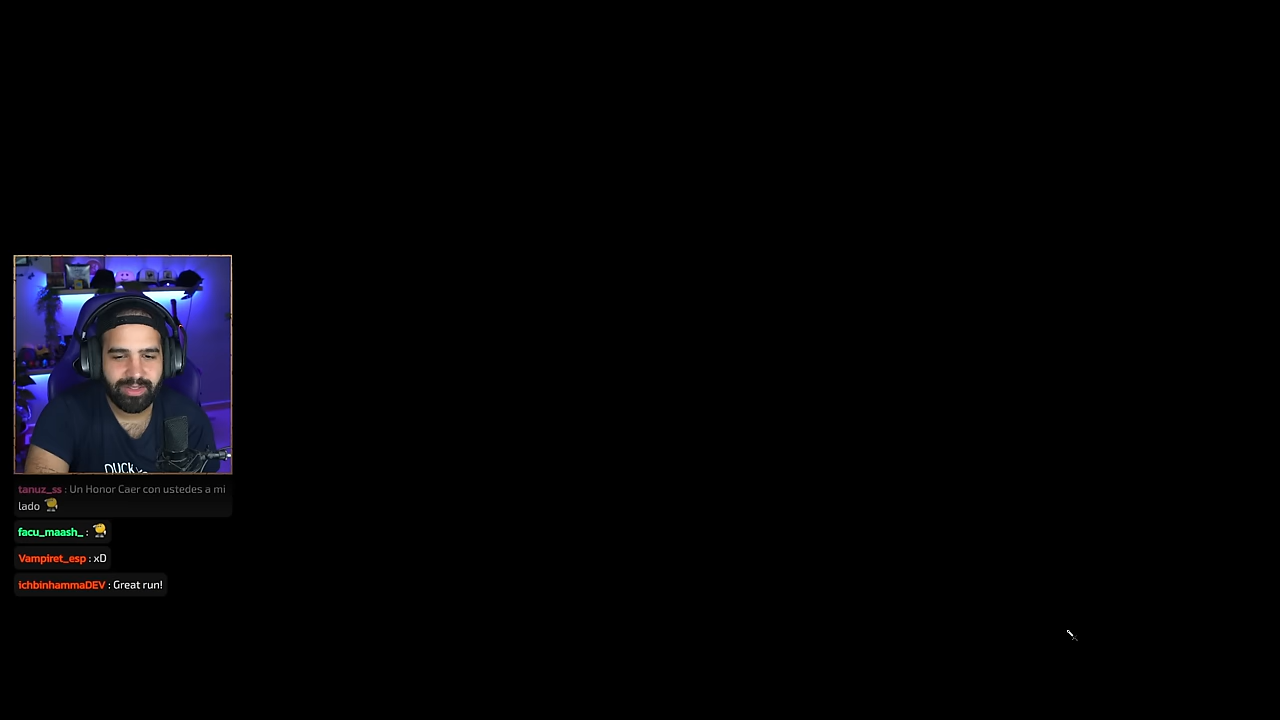 DUCK
tanuz_ss : Un Honor Caer con ustedes a mi
lado
facu_maash_ :
Vampiret_esp : xD
ichbinhammaDEV : Great run!